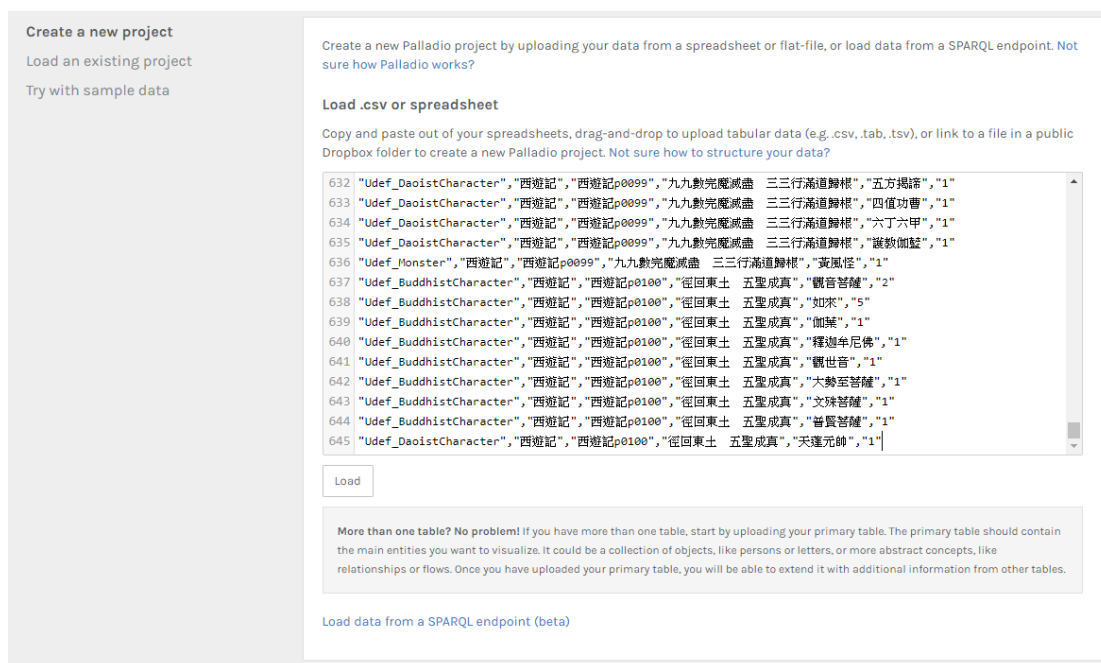 Create a new project
Load an existing project
Try with sample data
Create a new Palladio project by uploading your data from a spreadsheet or flat-file, or load data from a SPARQL endpoint. Not
sure how Palladio works?
Load .csv or spreadsheet
Copy and paste out of your spreadsheets, drag-and-drop to upload tabular data (e.g. .csv, .tab, .tsv), or link to a file in a public
Dropbox folder to create a new Palladio project. Not sure how to structure your data?
632 "Udef_DaoistCharacter","西遊記","西遊記p0099","九九數完魔滅盡　三三行滿道歸根","五方揭諦","1"
633 "Udef_DaoistCharacter","西遊記","西遊記p0099","九九數完魔滅盡　三三行滿道歸根","四值功曹","1"
634 "Udef_DaoistCharacter","西遊記","西遊記p0099","九九數完魔滅盡　三三行滿道歸根","六丁六甲","1"
635 "Udef_DaoistCharacter","西遊記","西遊記p0099","九九數完魔滅盡　三三行滿道歸根","護教伽藍","1"
636 "Udef_Monster","西遊記","西遊記p0099","九九數完魔滅盡　三三行滿道歸根","黃風怪","1"
637 "Udef_BuddhistCharacter","西遊記","西遊記p0100","徑回東土　五聖成真","觀音菩薩","2"
638 "Udef_BuddhistCharacter","西遊記","西遊記p0100","徑回東土　五聖成真","如來","5"
639 "Udef_BuddhistCharacter","西遊記","西遊記p0100","徑回東土　五聖成真","伽葉","1"
640 "Udef_BuddhistCharacter","西遊記","西遊記p0100","徑回東土　五聖成真","釋迦牟尼佛","1"
641 "Udef_BuddhistCharacter","西遊記","西遊記p0100","徑回東土　五聖成真","觀世音","1"
642 "Udef_BuddhistCharacter","西遊記","西遊記p0100","徑回東土　五聖成真","大勢至菩薩","1"
643 "Udef_BuddhistCharacter","西遊記","西遊記p0100","徑回東土　五聖成真","文殊菩薩","1"
644 "Udef_BuddhistCharacter","西遊記","西遊記p0100","徑回東土　五聖成真","普賢菩薩","1"
645 "Udef_DaoistCharacter","西遊記","西遊記p0100","徑回東土　五聖成真","天蓬元帥","1"
Load
More than one table? No problem! If you have more than one table, start by uploading your primary table. The primary table should contain
the main entities you want to visualize. It could be a collection of objects, like persons or letters, or more abstract concepts, like
relationships or flows. Once you have uploaded your primary table, you will be able to extend it with additional information from other tables.
Load data from a SPARQL endpoint (beta)